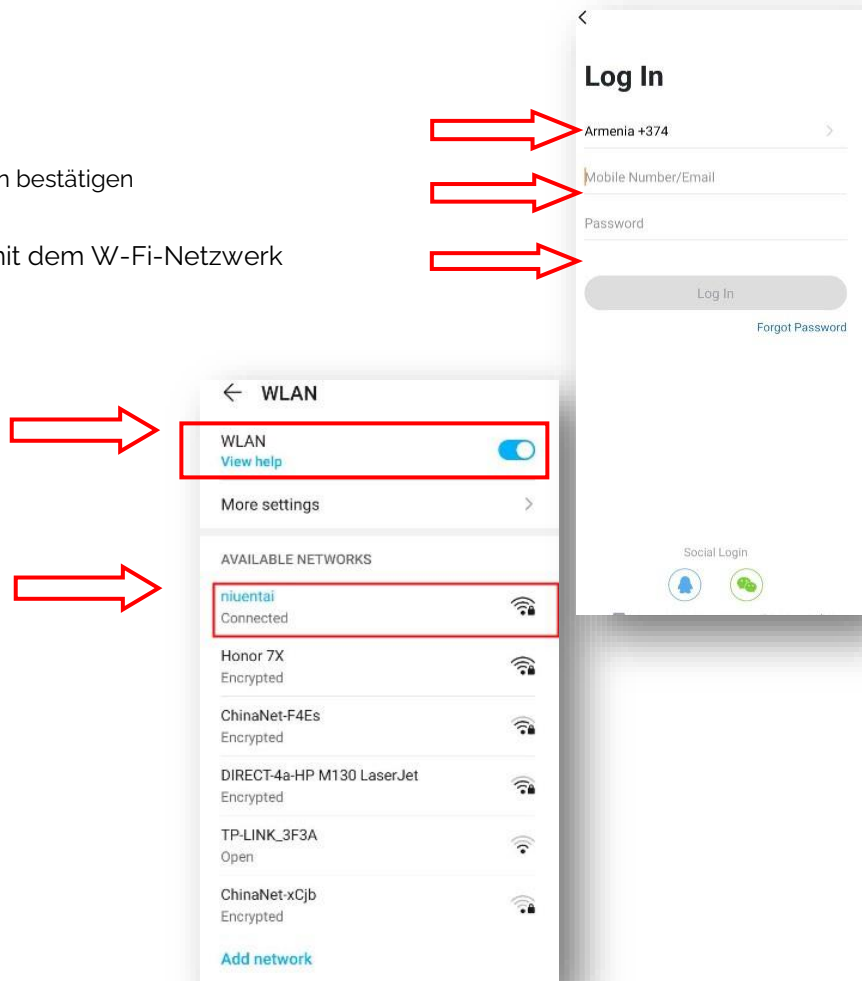 n bestätigen
mit dem W-Fi-Netzwerk
Log In
Armenia +374
Mobile Number/Email
Password
Log In
Forgot Password
Social Login
WLAN
WLAN
View help
More settings
AVAILABLE NETWORKS
niuentai
Connected
Honor 7X
Encrypted
ChinaNet-F4Es
Encrypted
DIRECT-4a-HP M130 LaserJet
Encrypted
TP-LINK_3F3A
Open
ChinaNet-xCjb
Encrypted
Add network